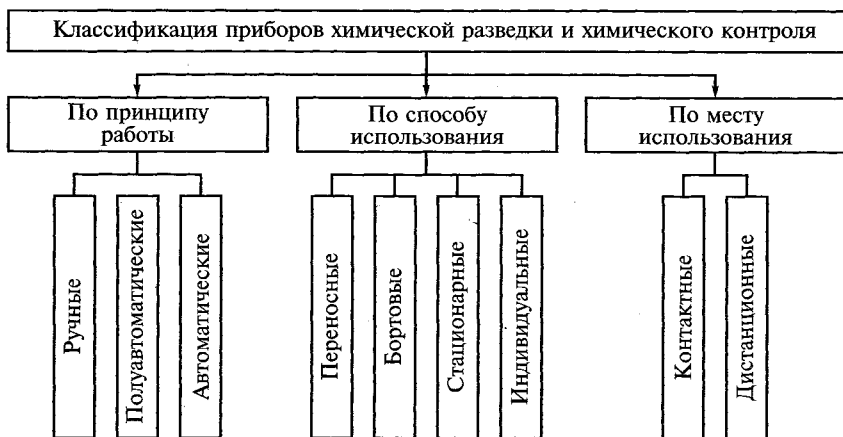 Классификация приборов химической разведки и химического контроля
По принципу
работы
По способу
использования
По месту
использования
Ручные
Полуавтоматические
Автоматические
Переносные
Бортовые
Стационарные
Индивидуальные
Контактные
Дистанционные